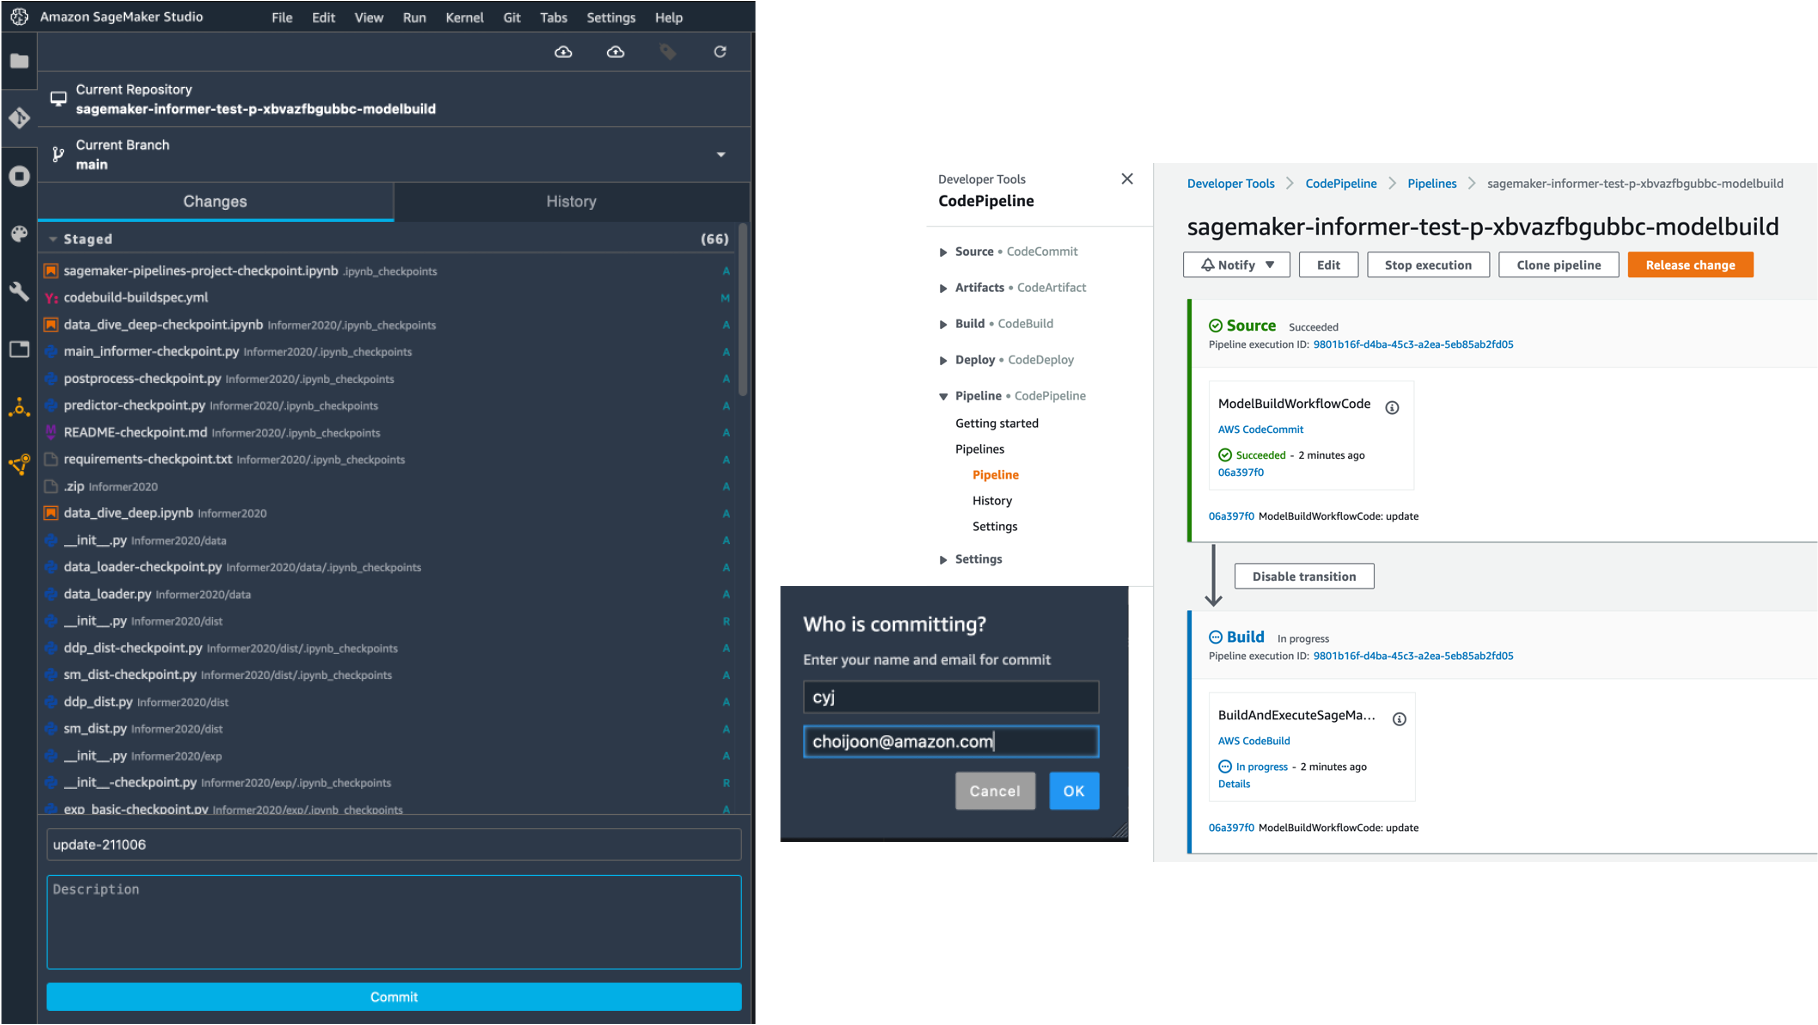 Amazon SageMaker Studio File Edit View Run Kernel Git Tabs Settings Help
Current Repository
sagemaker-informer-test-p-xbvazfbgubbc-modelbuild
Current Branch
main
Changes History
Staged (66)
sagemaker-pipelines-project-checkpoint.ipynb .ipynb_checkpoints A
Y: codebuild-buildspec.yml M
data_dive_deep-checkpoint.ipynb Informer2020/.ipynb_checkpoints A
main_informer-checkpoint.py Informer2020/.ipynb_checkpoints A
postprocess-checkpoint.py Informer2020/.ipynb_checkpoints A
predictor-checkpoint.py Informer2020/.ipynb_checkpoints A
README-checkpoint.md Informer2020/.ipynb_checkpoints A
requirements-checkpoint.txt Informer2020/.ipynb_checkpoints A
.zip Informer2020 A
data_dive_deep.ipynb Informer2020 A
__init__.py Informer2020/data A
data_loader-checkpoint.py Informer2020/data/.ipynb_checkpoints A
data_loader.py Informer2020/data A
__init__.py Informer2020/dist R
ddp_dist-checkpoint.py Informer2020/dist/.ipynb_checkpoints A
sm_dist-checkpoint.py Informer2020/dist/.ipynb_checkpoints A
ddp_dist.py Informer2020/dist A
sm_dist.py Informer2020/dist A
__init__.py Informer2020/exp A
__init__-checkpoint.py Informer2020/exp/.ipynb_checkpoints R
exp_basic-checkpoint.py Informer2020/exp/.ipynb_checkpoints A
update-211006
Description
Commit
Developer Tools
CodePipeline
Source • CodeCommit
Artifacts • CodeArtifact
Build • CodeBuild
Deploy • CodeDeploy
Pipeline • CodePipeline
Getting started
Pipelines
Pipeline
History
Settings
Settings
Who is committing?
Enter your name and email for commit
cyj
choijoon@amazon.com
Cancel OK
Developer Tools CodePipeline Pipelines sagemaker-informer-test-p-xbvazfbgubbc-modelbuild
sagemaker-informer-test-p-xbvazfbgubbc-modelbuild
Notify Edit Stop execution Clone pipeline Release change
Source Succeeded
Pipeline execution ID: 9801b16f-d4ba-45c3-a2ea-5eb85ab2fd05
ModelBuildWorkflowCode
AWS CodeCommit
Succeeded - 2 minutes ago
06a397f0
06a397f0 ModelBuildWorkflowCode: update
Disable transition
Build In progress
Pipeline execution ID: 9801b16f-d4ba-45c3-a2ea-5eb85ab2fd05
BuildAndExecuteSageMa...
AWS CodeBuild
In progress - 2 minutes ago
Details
06a397f0 ModelBuildWorkflowCode: update